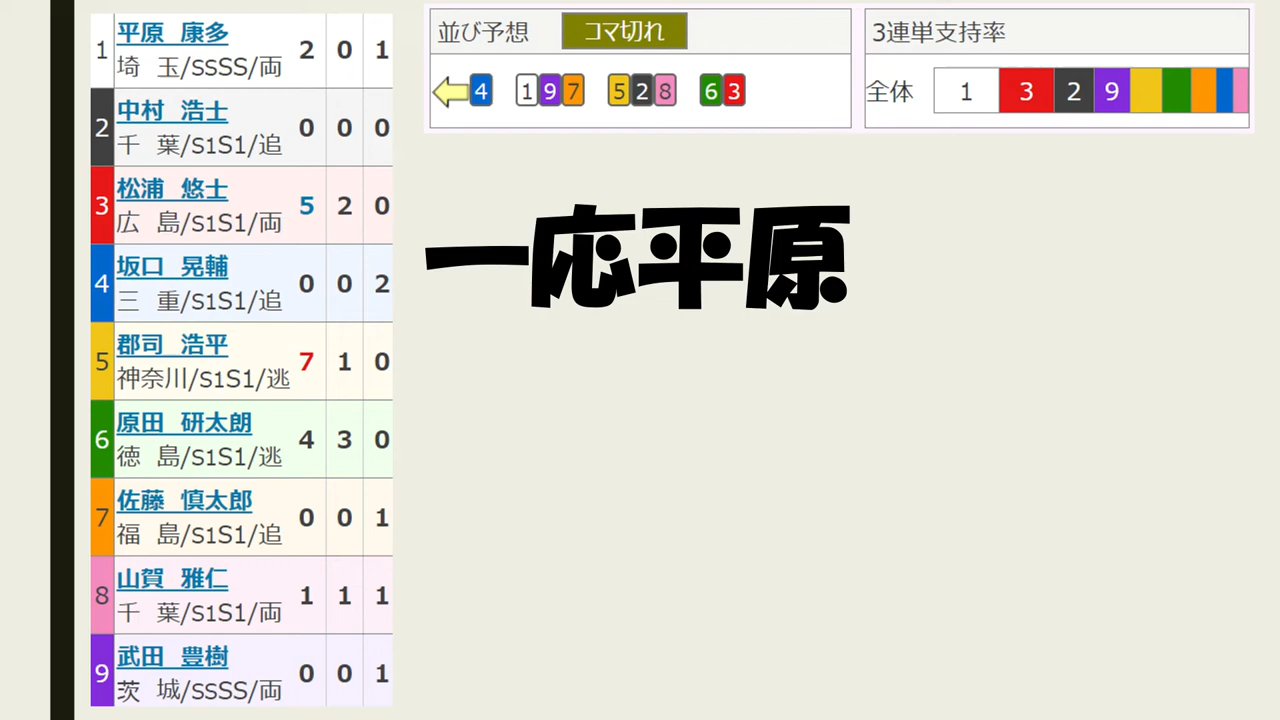 1 平原 康多 2 0 1
埼 玉/SSSS/両
2 中村 浩士 0 0 0
千 葉/S1S1/追
3 松浦 悠士 5 2 0
広 島/S1S1/両
4 坂口 晃輔 0 0 2
三 重/S1S1/追
5 郡司 浩平 7 1 0
神奈川/S1S1/逃
6 原田 研太朗 4 3 0
徳 島/S1S1/逃
7 佐藤 慎太郎 0 0 1
福 島/S1S1/追
8 山賀 雅仁 1 1 1
千 葉/S1S1/両
9 武田 豊樹 0 0 1
茨 城/SSSS/両
並び予想 コマ切れ
4 1 9 7 5 2 8 6 3
3連単支持率
全体 1 3 2 9
一応平原